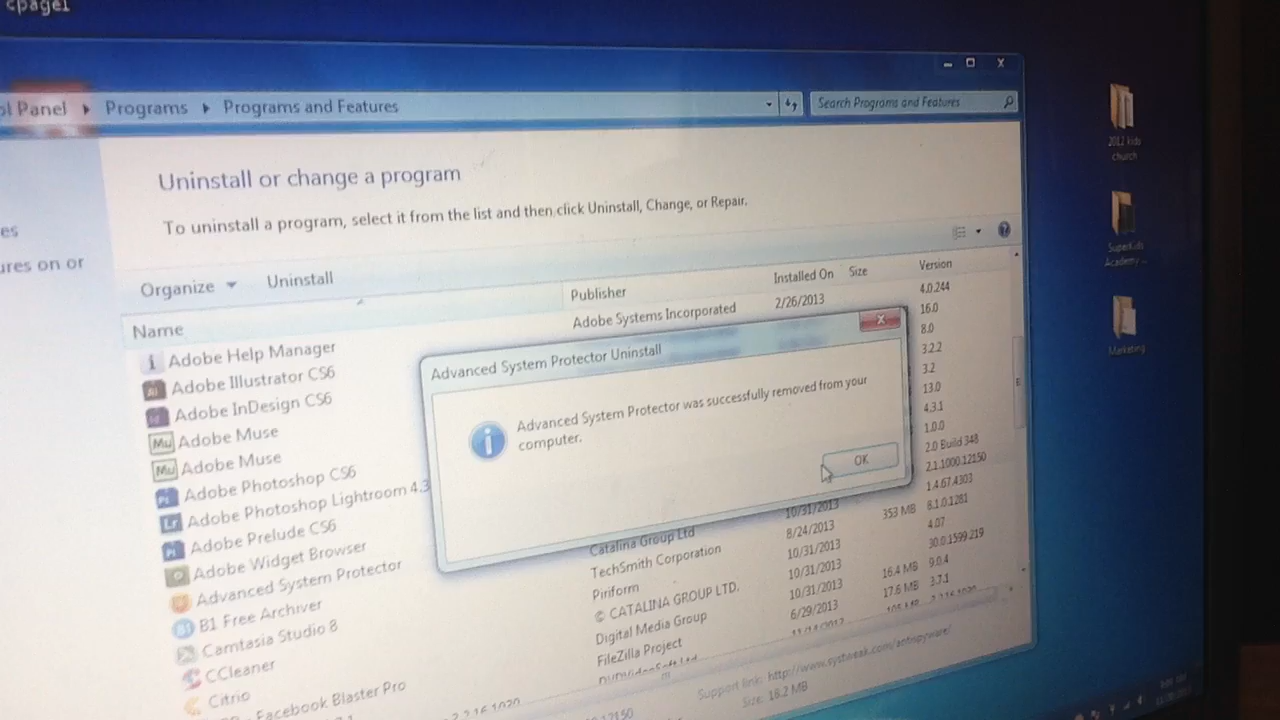 cpage1
ol Panel ▸ Programs ▸ Programs and Features
Search Programs and Features
2012 kids
church
es
ures on or
SuperKids
Academy ...
Marketing
Uninstall or change a program
To uninstall a program, select it from the list and then click Uninstall, Change, or Repair.
Organize Uninstall
Name Publisher Installed On Size Version
Adobe Help Manager Adobe Systems Incorporated 2/26/2013 4.0.244
Adobe Illustrator CS6 16.0
Adobe InDesign CS6 8.0
Adobe Muse 3.2.2
Adobe Muse 3.2
Adobe Photoshop CS6 13.0
Adobe Photoshop Lightroom 4.3 4.3.1
Adobe Prelude CS6 1.0.0
Adobe Widget Browser 2.0 Build 348
Advanced System Protector 2.1.1000.12150
B1 Free Archiver Catalina Group Ltd 10/31/2013 1.4.67.4303
Camtasia Studio 8 TechSmith Corporation 8/24/2013 353 MB 8.1.0.1281
CCleaner Piriform 10/31/2013 4.07
Citrio © CATALINA GROUP LTD. 10/31/2013 30.0.1599.219
Facebook Blaster Pro Digital Media Group 10/31/2013 16.4 MB 9.0.4
FileZilla Project 6/29/2013 17.6 MB 3.7.1
Advanced System Protector Uninstall
Advanced System Protector was successfully removed from your
computer.
OK
Support link: http://www.systweak.com/antispyware/
Size: 18.2 MB